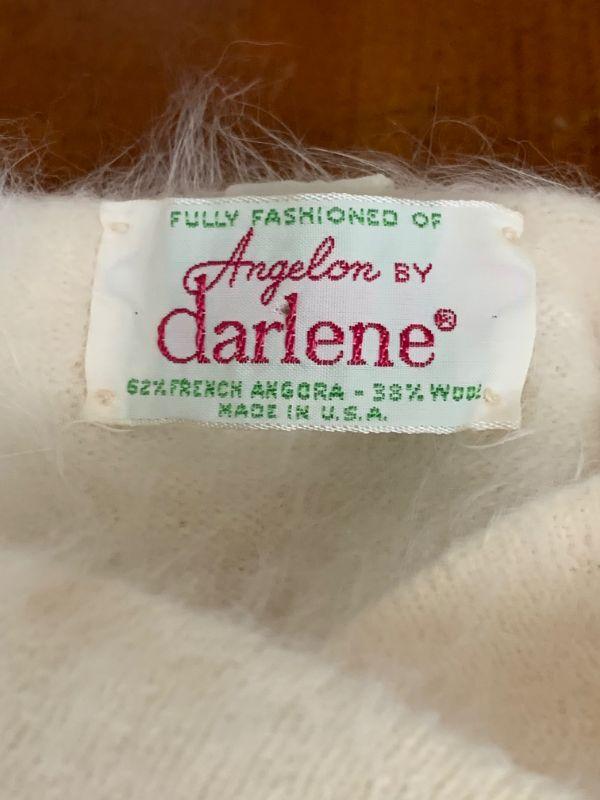 FULLY FASHIONED OF
Angelon BY
darlene®
62% FRENCH ANGORA - 38% WOOL
MADE IN U.S.A.